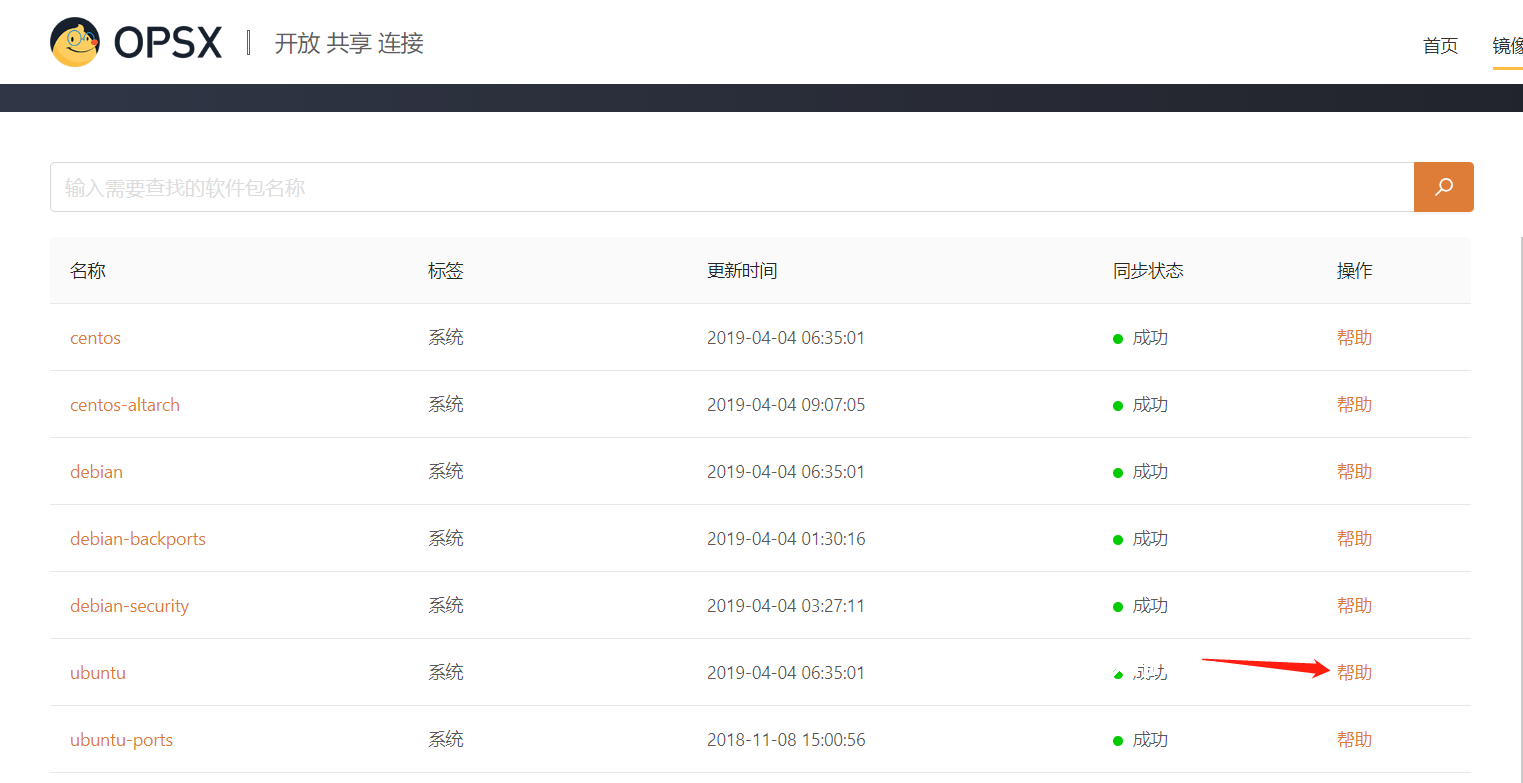 OPSX 开放 共享 连接 首页 镜像
输入需要查找的软件包名称
名称 标签 更新时间 同步状态 操作
centos 系统 2019-04-04 06:35:01 成功 帮助
centos-altarch 系统 2019-04-04 09:07:05 成功 帮助
debian 系统 2019-04-04 06:35:01 成功 帮助
debian-backports 系统 2019-04-04 01:30:16 成功 帮助
debian-security 系统 2019-04-04 03:27:11 成功 帮助
ubuntu 系统 2019-04-04 06:35:01 成功 帮助
ubuntu-ports 系统 2018-11-08 15:00:56 成功 帮助